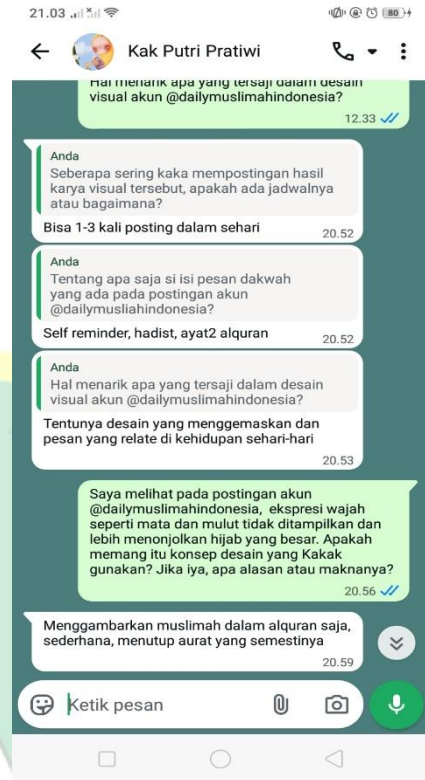 21.03
80
Kak Putri Pratiwi
Hal menarik apa yang tersaji dalam desain
visual akun @dailymuslimahindonesia?
12.33
Anda
Seberapa sering kaka mempostingan hasil
karya visual tersebut, apakah ada jadwalnya
atau bagaimana?
Bisa 1-3 kali posting dalam sehari
20.52
Anda
Tentang apa saja si isi pesan dakwah
yang ada pada postingan akun
@dailymusliahindonesia?
Self reminder, hadist, ayat2 alquran
20.52
Anda
Hal menarik apa yang tersaji dalam desain
visual akun @dailymuslimahindonesia?
Tentunya desain yang menggemaskan dan
pesan yang relate di kehidupan sehari-hari
20.53
Saya melihat pada postingan akun
@dailymuslimahindonesia, ekspresi wajah
seperti mata dan mulut tidak ditampilkan dan
lebih menonjolkan hijab yang besar. Apakah
memang itu konsep desain yang Kakak
gunakan? Jika iya, apa alasan atau maknanya?
20.56
Menggambarkan muslimah dalam alquran saja,
sederhana, menutup aurat yang semestinya
20.59
Ketik pesan